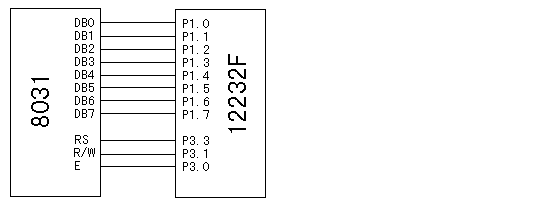 8031
12232F
DB0 P1.0
DB1 P1.1
DB2 P1.2
DB3 P1.3
DB4 P1.4
DB5 P1.5
DB6 P1.6
DB7 P1.7
RS P3.3
R/W P3.1
E P3.0